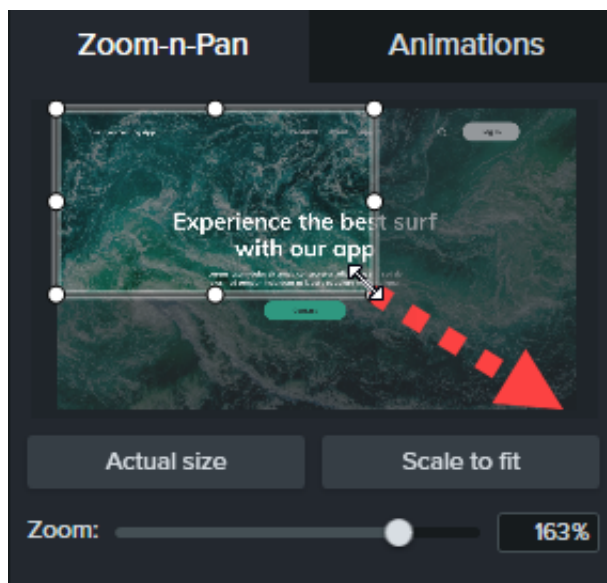 Zoom-n-Pan Animations
Experience the best surf
with our app
Actual size Scale to fit
Zoom: 163%